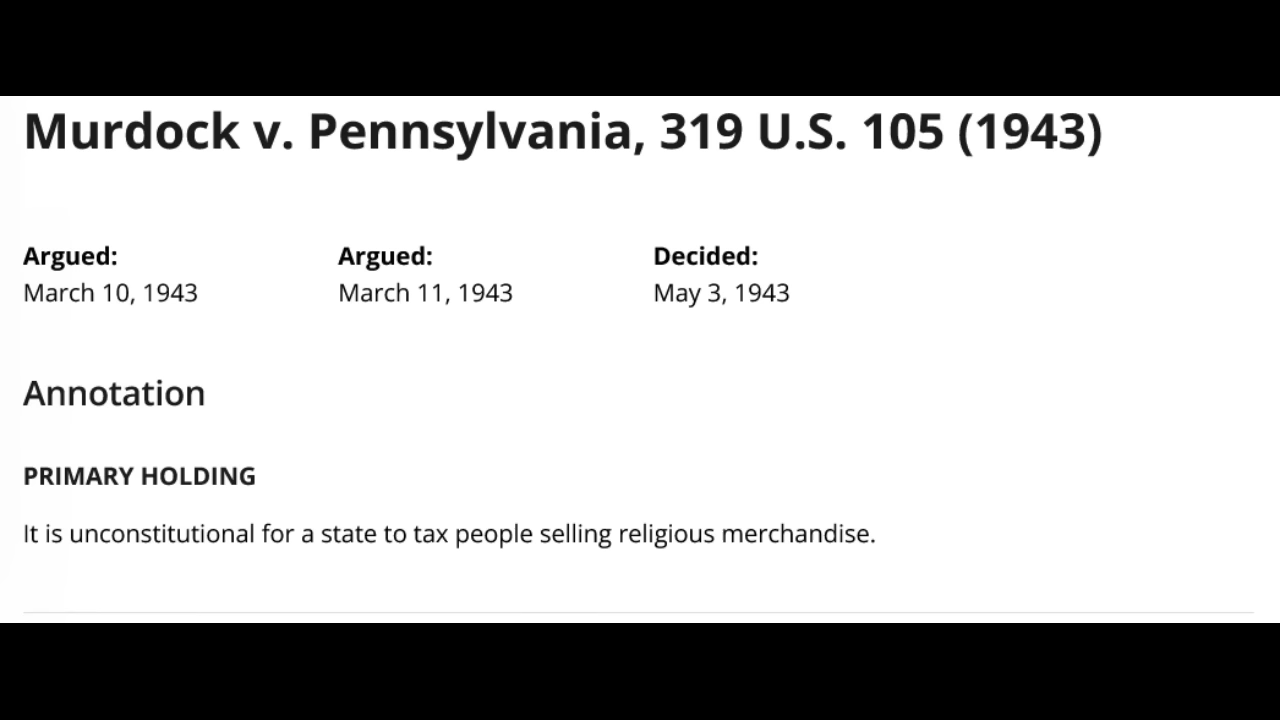 Murdock v. Pennsylvania, 319 U.S. 105 (1943)
Argued: Argued: Decided:
March 10, 1943 March 11, 1943 May 3, 1943
Annotation
PRIMARY HOLDING
It is unconstitutional for a state to tax people selling religious merchandise.